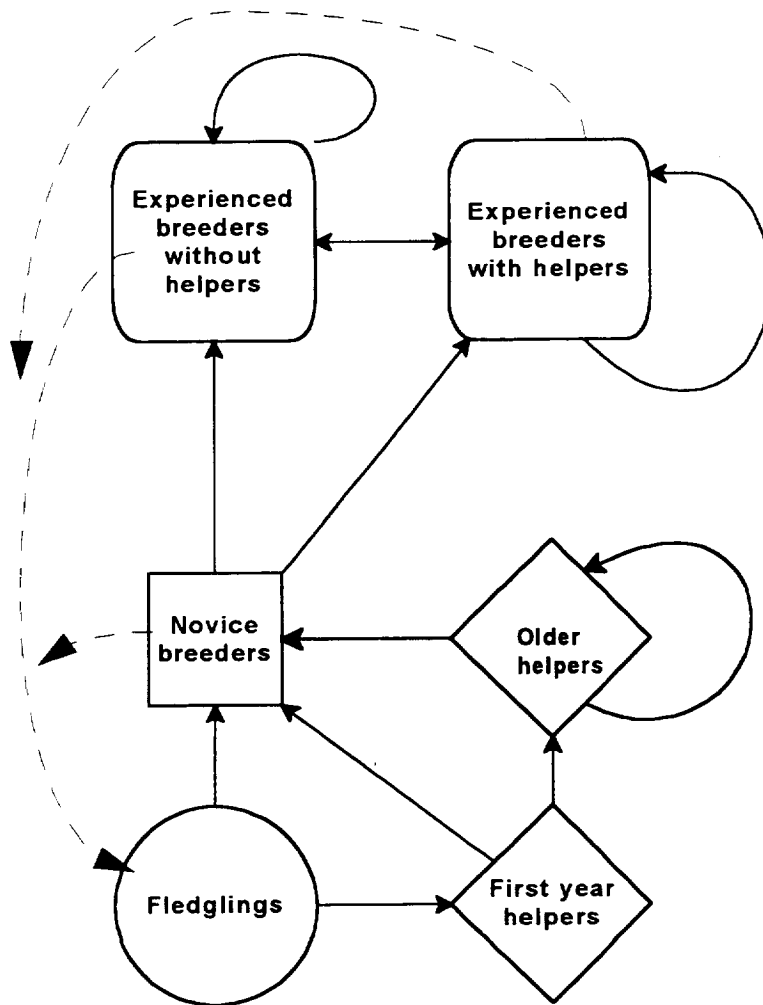 Experienced
breeders
without
helpers
Experienced
breeders
with helpers
Novice
breeders
Older
helpers
Fledglings
First year
helpers